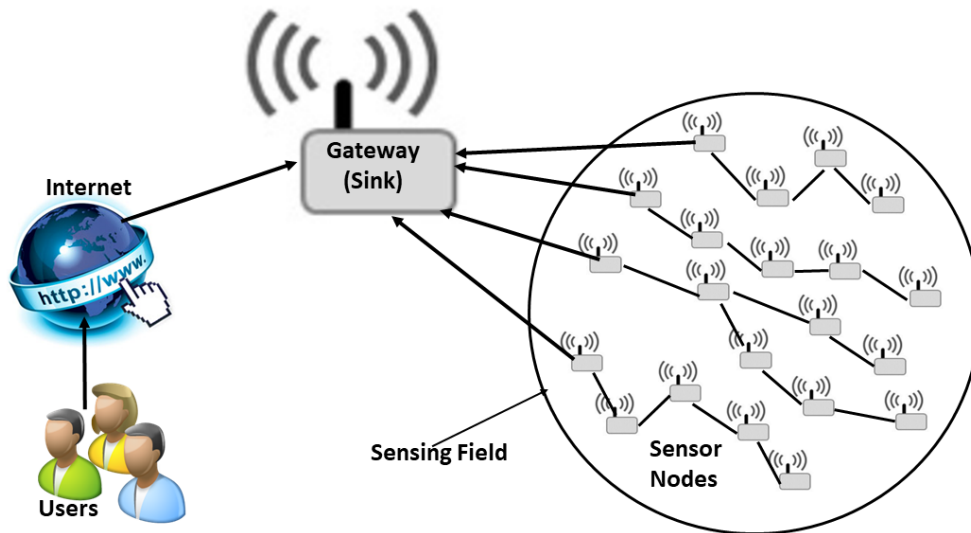 Gateway
(Sink)
Internet
http://www.
Users
Sensing Field
Sensor
Nodes